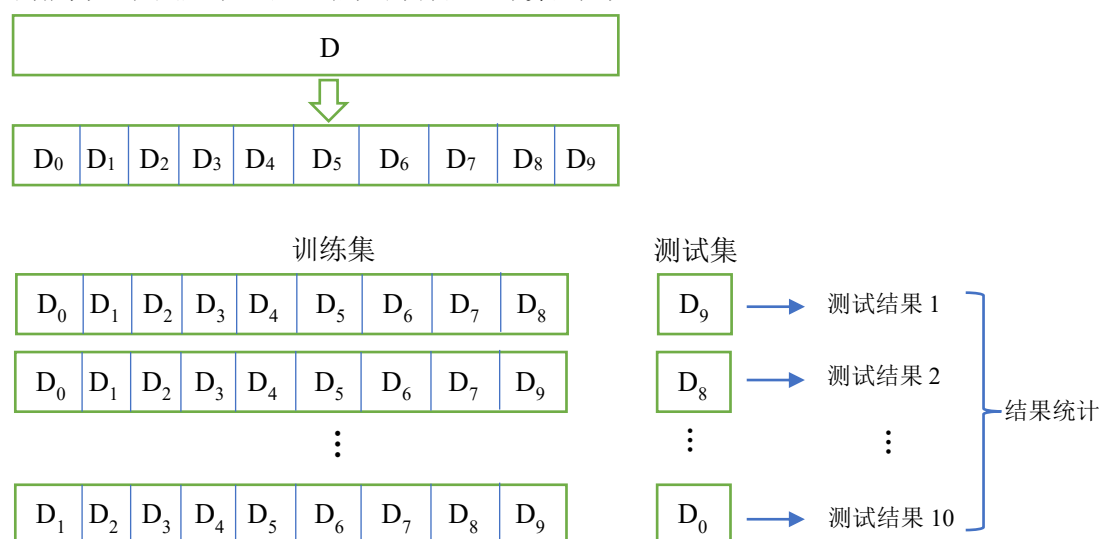 D
D₀ D₁ D₂ D₃ D₄ D₅ D₆ D₇ D₈ D₉
训练集 测试集
D₀ D₁ D₂ D₃ D₄ D₅ D₆ D₇ D₈ D₉ 测试结果 1
D₀ D₁ D₂ D₃ D₄ D₅ D₆ D₇ D₉ D₈ 测试结果 2
结果统计
⋮ ⋮ ⋮
D₁ D₂ D₃ D₄ D₅ D₆ D₇ D₈ D₉ D₀ 测试结果 10